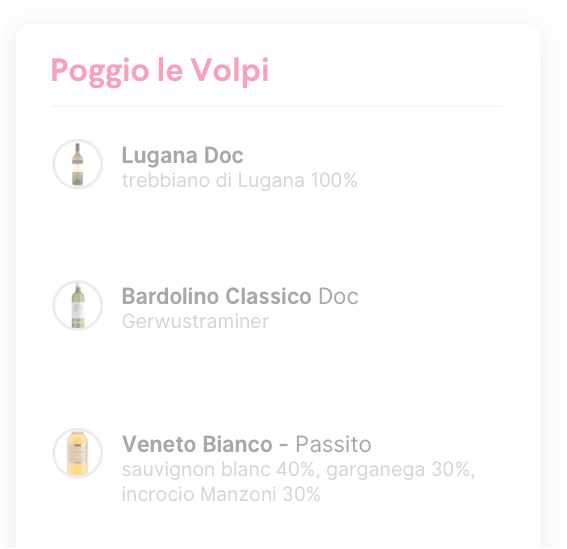 Poggio le Volpi
Lugana Doc
trebbiano di Lugana 100%
Bardolino Classico Doc
Gerwustraminer
Veneto Bianco - Passito
sauvignon blanc 40%, garganega 30%,
incrocio Manzoni 30%